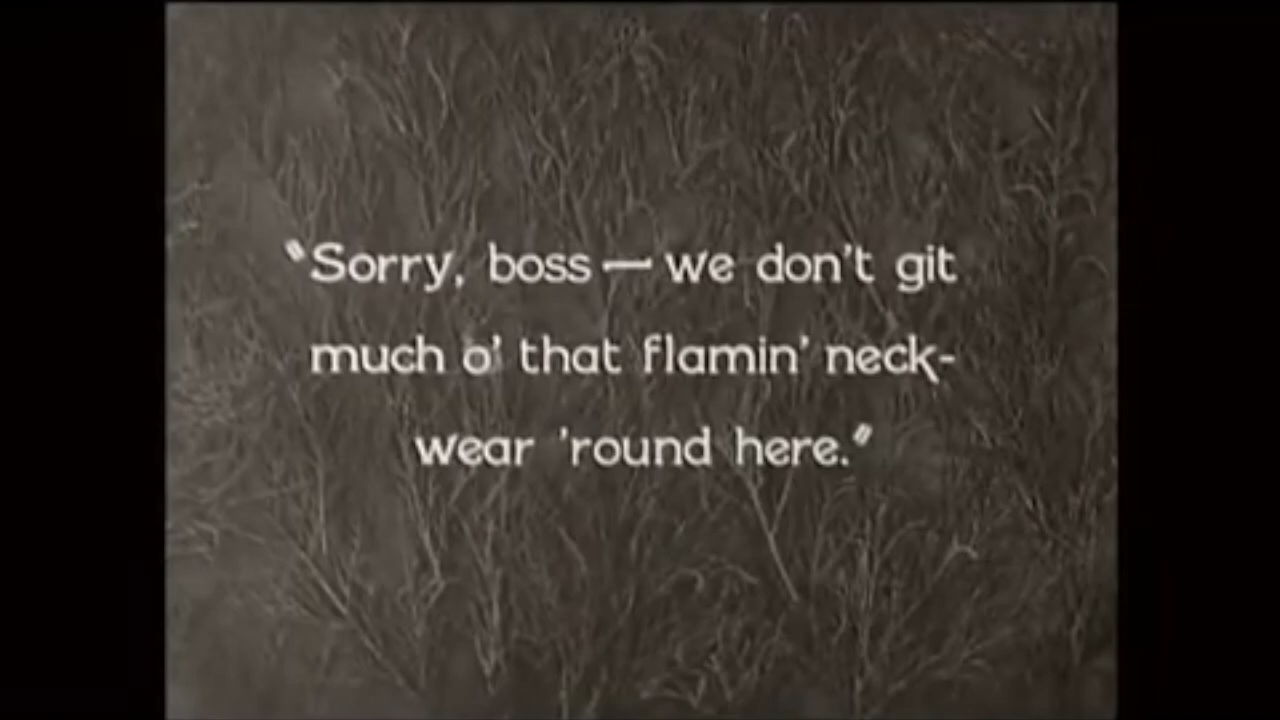 "Sorry, boss — we don't git
much o' that flamin' neck-
wear 'round here."